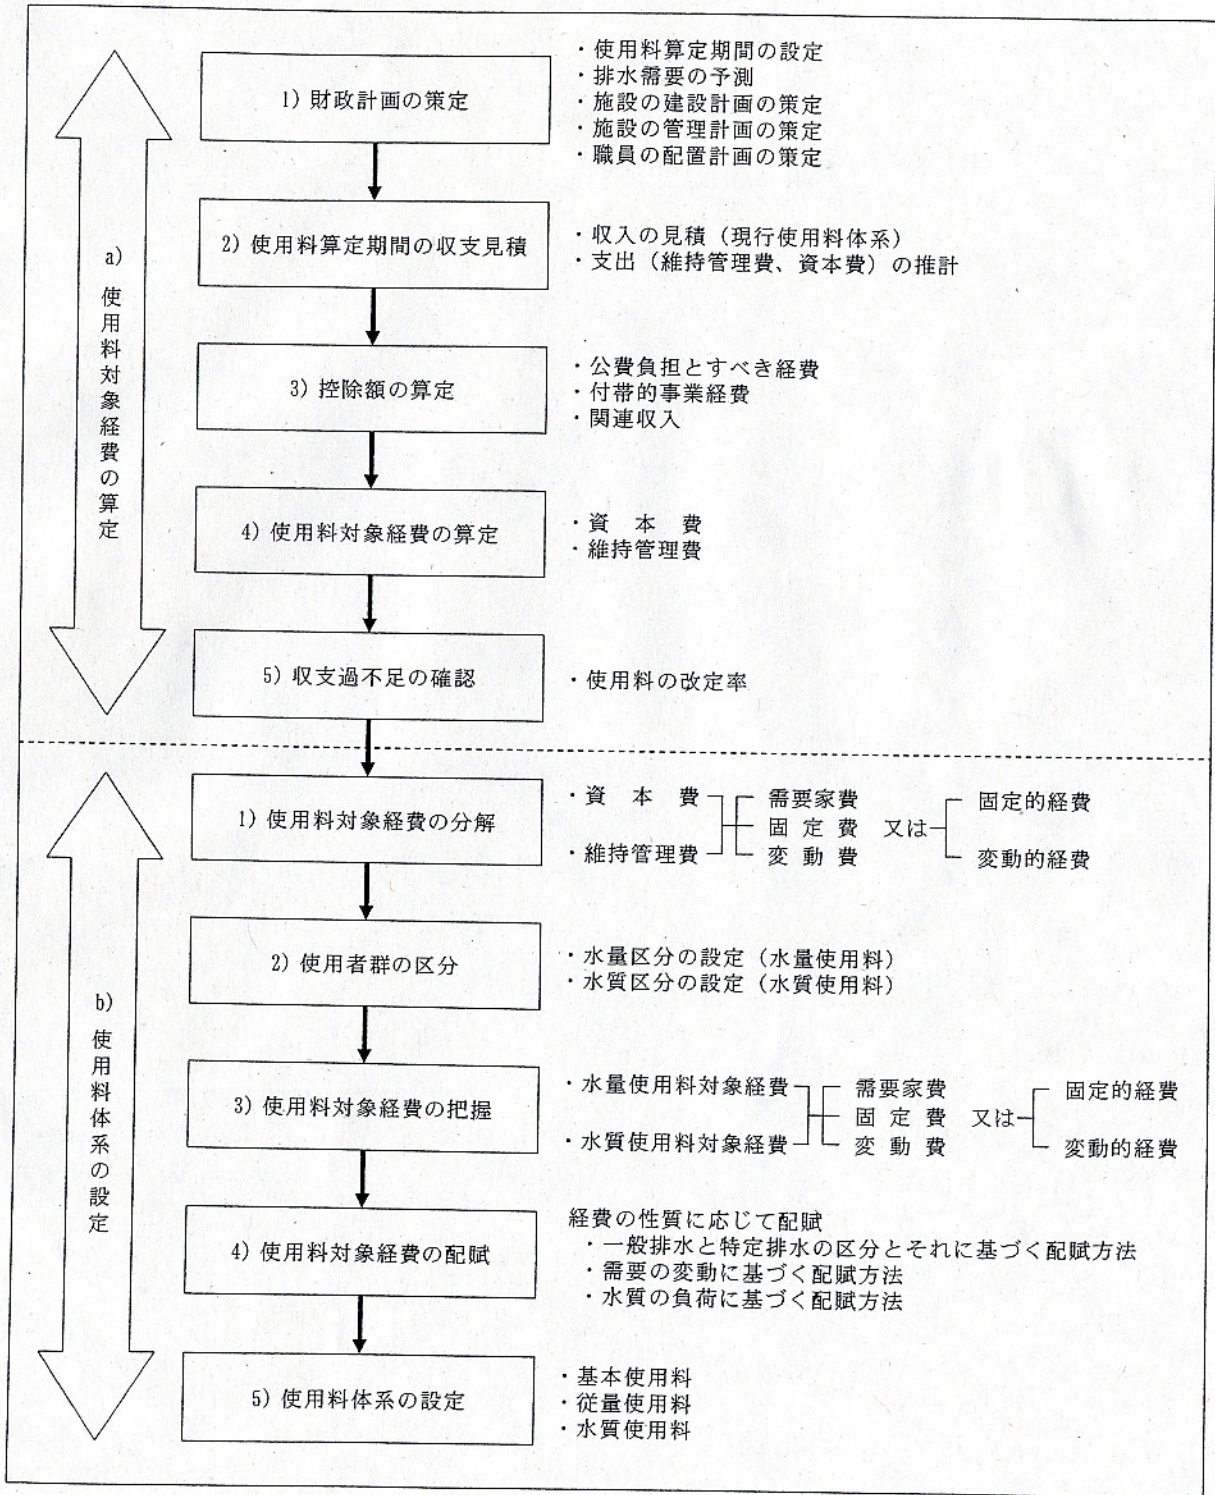 a)使用料対象経費の算定
1) 財政計画の策定
・使用料算定期間の設定
・排水需要の予測
・施設の建設計画の策定
・施設の管理計画の策定
・職員の配置計画の策定
2) 使用料算定期間の収支見積
・収入の見積（現行使用料体系）
・支出（維持管理費、資本費）の推計
3) 控除額の算定
・公費負担とすべき経費
・付帯的事業経費
・関連収入
4) 使用料対象経費の算定
・資　本　費
・維持管理費
5) 収支過不足の確認
・使用料の改定率
b)使用料体系の設定
1) 使用料対象経費の分解
・資　本　費　需要家費　固定的経費
固　定　費　又は
・維持管理費　変　動　費　変動的経費
2) 使用者群の区分
・水量区分の設定（水量使用料）
・水質区分の設定（水質使用料）
3) 使用料対象経費の把握
・水量使用料対象経費　需要家費　固定的経費
固　定　費　又は
・水質使用料対象経費　変　動　費　変動的経費
4) 使用料対象経費の配賦
経費の性質に応じて配賦
・一般排水と特定排水の区分とそれに基づく配賦方法
・需要の変動に基づく配賦方法
・水質の負荷に基づく配賦方法
5) 使用料体系の設定
・基本使用料
・従量使用料
・水質使用料